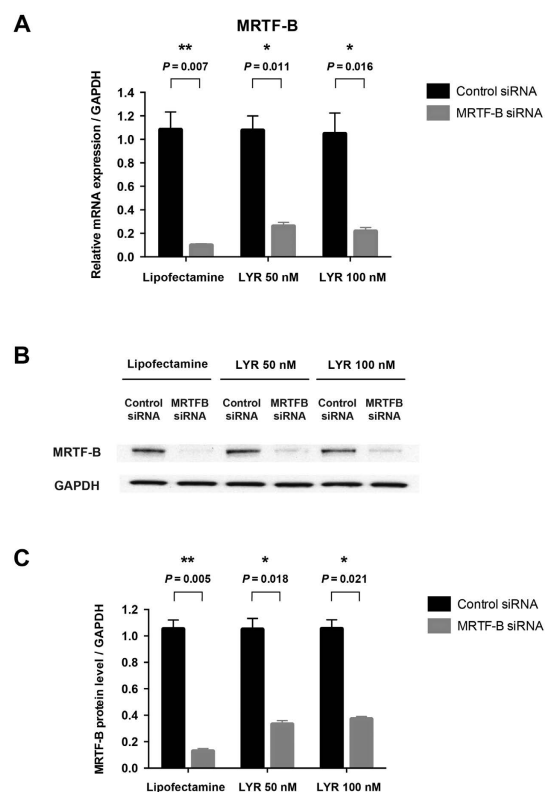 A
MRTF-B
** * *
P = 0.007 P = 0.011 P = 0.016
Control siRNA
MRTF-B siRNA
Relative mRNA expression / GAPDH
1.4
1.2
1.0
0.8
0.6
0.4
0.2
0.0
Lipofectamine LYR 50 nM LYR 100 nM
B
Lipofectamine LYR 50 nM LYR 100 nM
Control MRTFB Control MRTFB Control MRTFB
siRNA siRNA siRNA siRNA siRNA siRNA
MRTF-B
GAPDH
C
** * *
P = 0.005 P = 0.018 P = 0.021
Control siRNA
MRTF-B siRNA
MRTF-B protein level / GAPDH
1.2
1.0
0.8
0.6
0.4
0.2
0.0
Lipofectamine LYR 50 nM LYR 100 nM